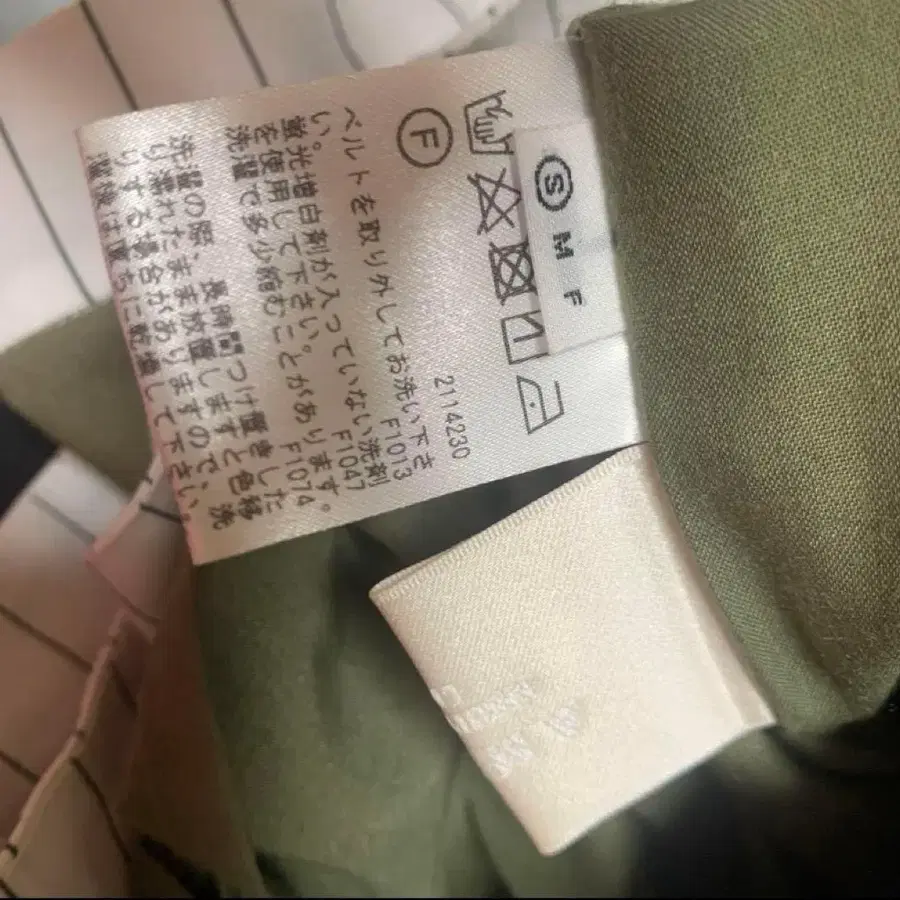 Ⓢ M F
Ⓕ
2114230
ベルトを取り外してお洗い下さ
い。 F1013
蛍光増白剤が入っていない洗剤
を使用して下さい。 F1047
洗濯で多少縮むことがあります。
F1074
洗濯の際、長時間つけ置きした
り濡れたまま放置しますと色移
りする場合がありますので、洗
濯後は直ちに乾燥して下さい。